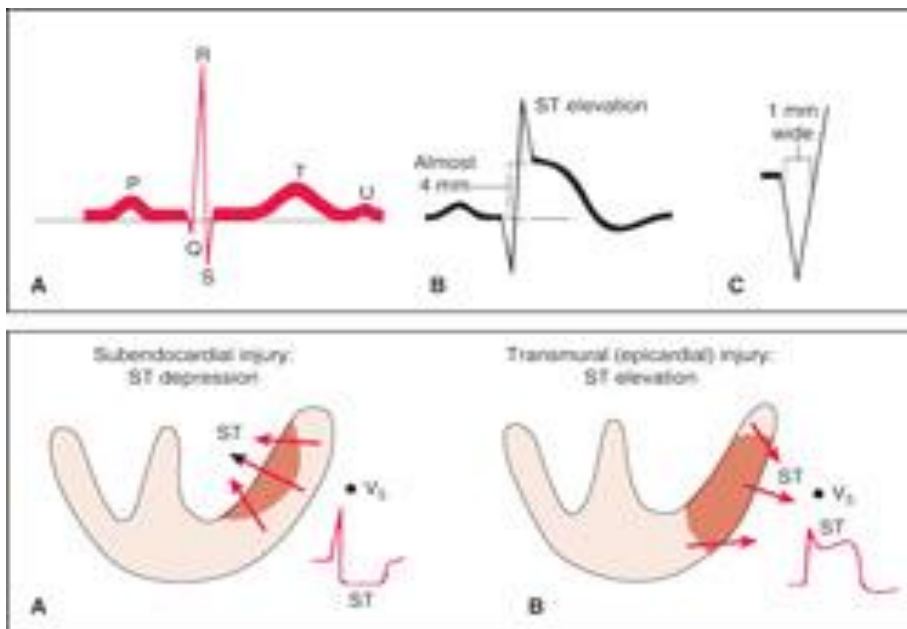 R
P
T
U
Q
S
A
ST elevation
Almost
4 mm
B
1 mm
wide
C
Subendocardial injury:
ST depression
ST
V5
ST
A
Transmural (epicardial) injury:
ST elevation
ST
V5
ST
B